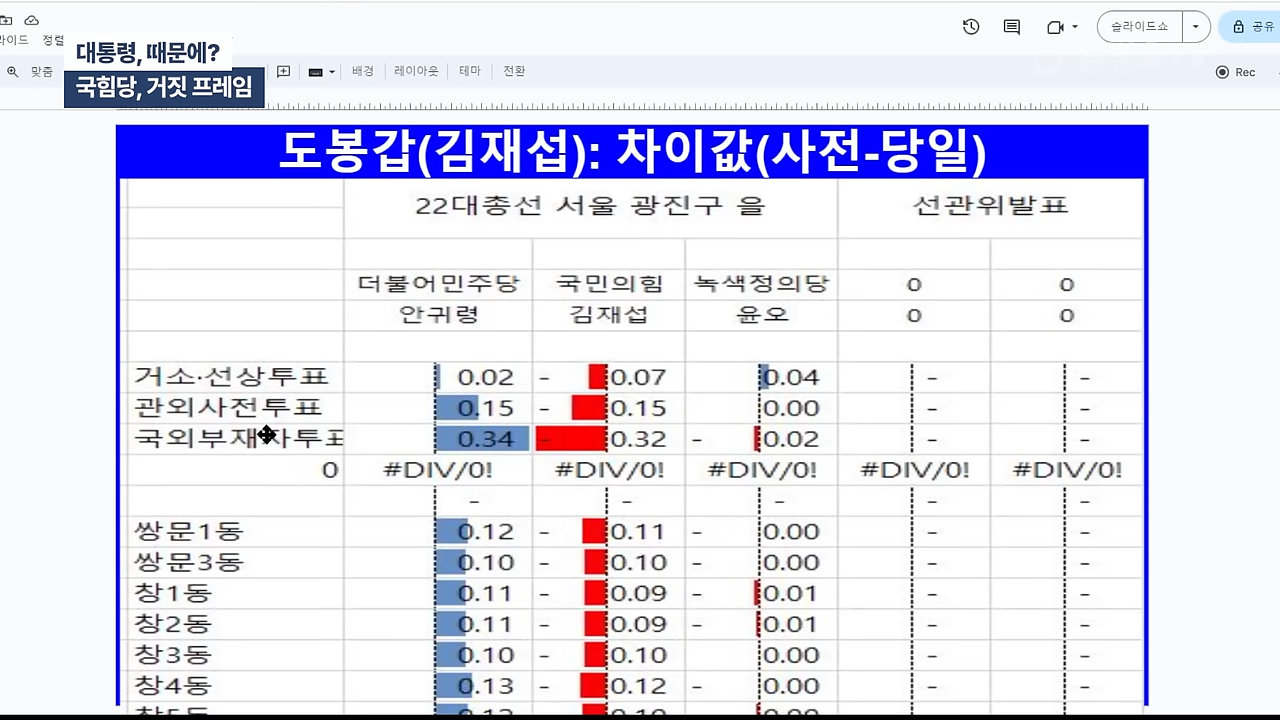 라이드 정렬
대통령, 때문에?
국힘당, 거짓 프레임
슬라이드쇼 공유
맞춤 배경 레이아웃 테마 전환 Rec
도봉갑(김재섭): 차이값(사전-당일)
22대총선 서울 광진구 을 선관위발표
더불어민주당 국민의힘 녹색정의당 0 0
안귀령 김재섭 윤오 0 0
거소·선상투표 0.02 - 0.07 0.04 - -
관외사전투표 0.15 - 0.15 0.00 - -
국외부재자투표 0.34 - 0.32 - 0.02 - -
0 #DIV/0! #DIV/0! #DIV/0! #DIV/0! #DIV/0!
- - - - -
쌍문1동 0.12 - 0.11 - 0.00 - -
쌍문3동 0.10 - 0.10 - 0.00 - -
창1동 0.11 - 0.09 - 0.01 - -
창2동 0.11 - 0.09 - 0.01 - -
창3동 0.10 - 0.10 0.00 - -
창4동 0.13 - 0.12 - 0.00 - -